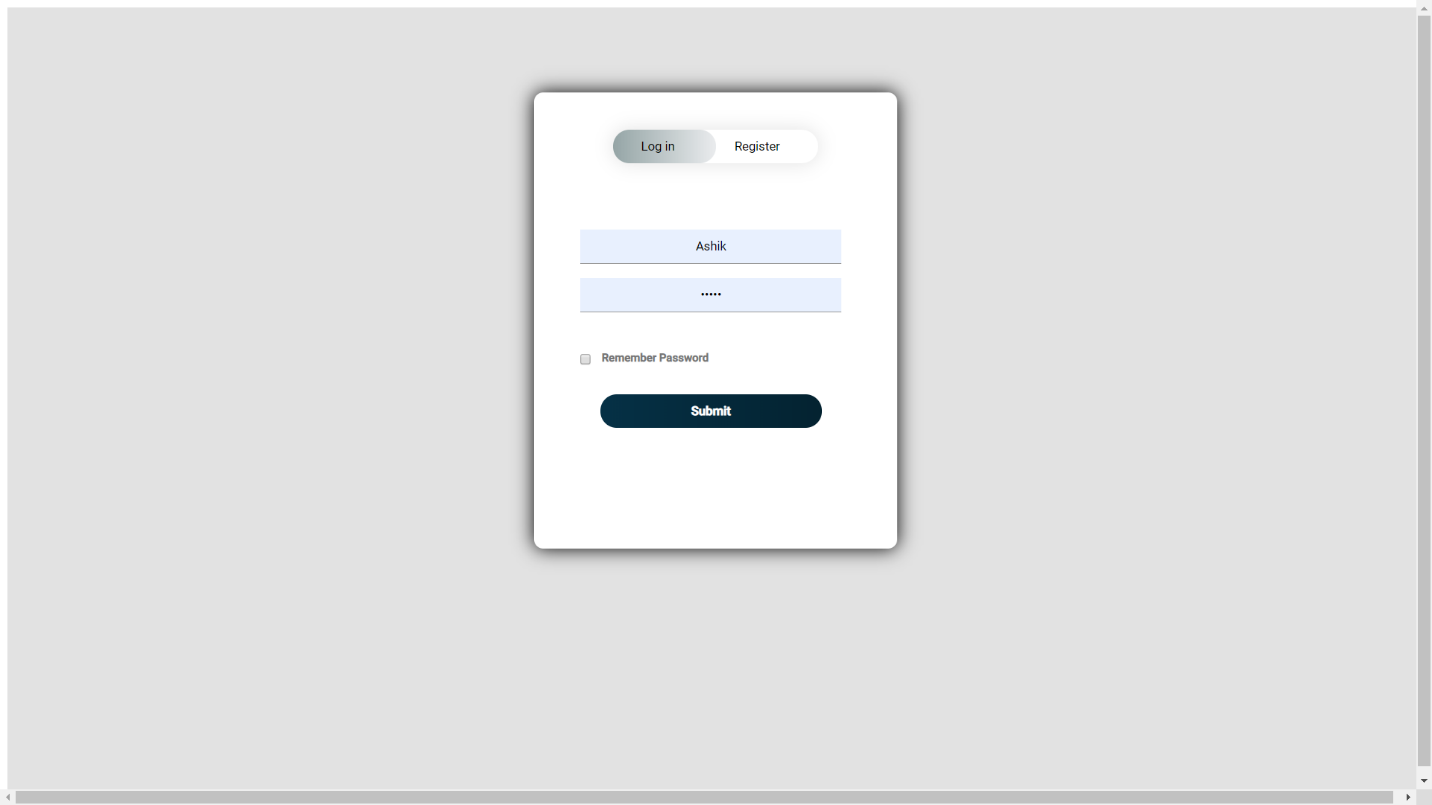 Log in Register
Ashik
•••••
Remember Password
Submit